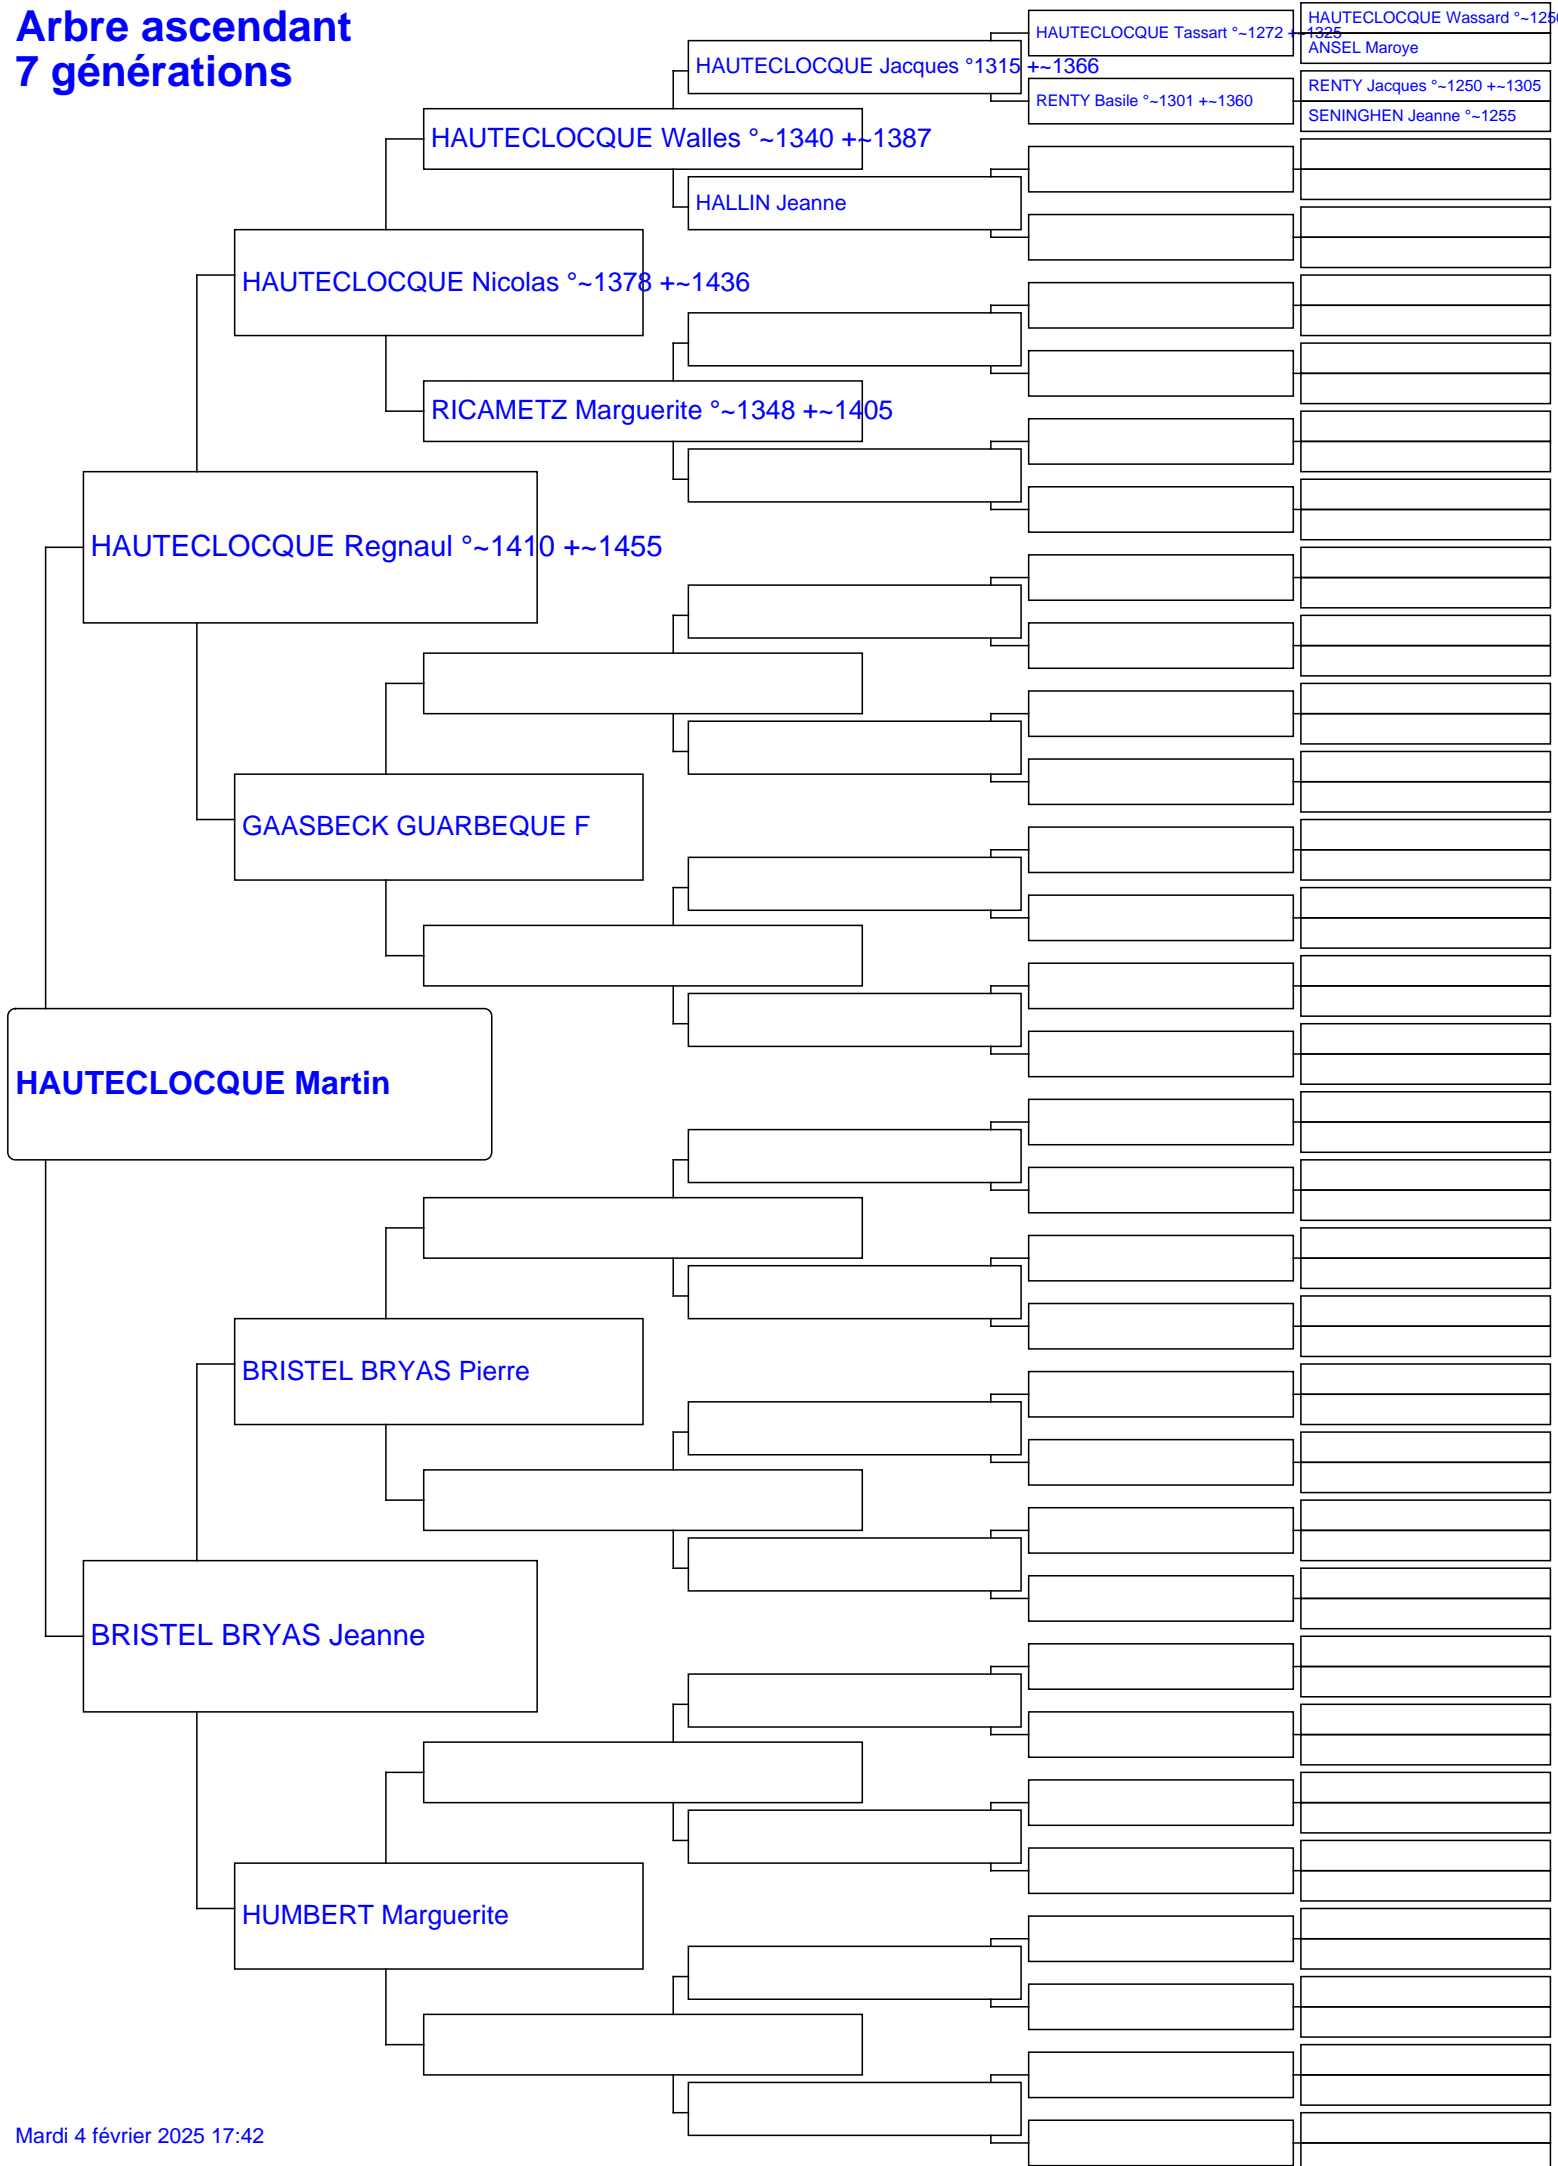 Arbre ascendant
7 générations
HAUTECLOCQUE Wassard °~1250
HAUTECLOCQUE Tassart °~1272 +~1325
ANSEL Maroye
HAUTECLOCQUE Jacques °1315 +~1366
RENTY Jacques °~1250 +~1305
RENTY Basile °~1301 +~1360
SENINGHEN Jeanne °~1255
HAUTECLOCQUE Walles °~1340 +~1387
HALLIN Jeanne
HAUTECLOCQUE Nicolas °~1378 +~1436
RICAMETZ Marguerite °~1348 +~1405
HAUTECLOCQUE Regnaul °~1410 +~1455
GAASBECK GUARBEQUE F
HAUTECLOCQUE Martin
BRISTEL BRYAS Pierre
BRISTEL BRYAS Jeanne
HUMBERT Marguerite
Mardi 4 février 2025 17:42